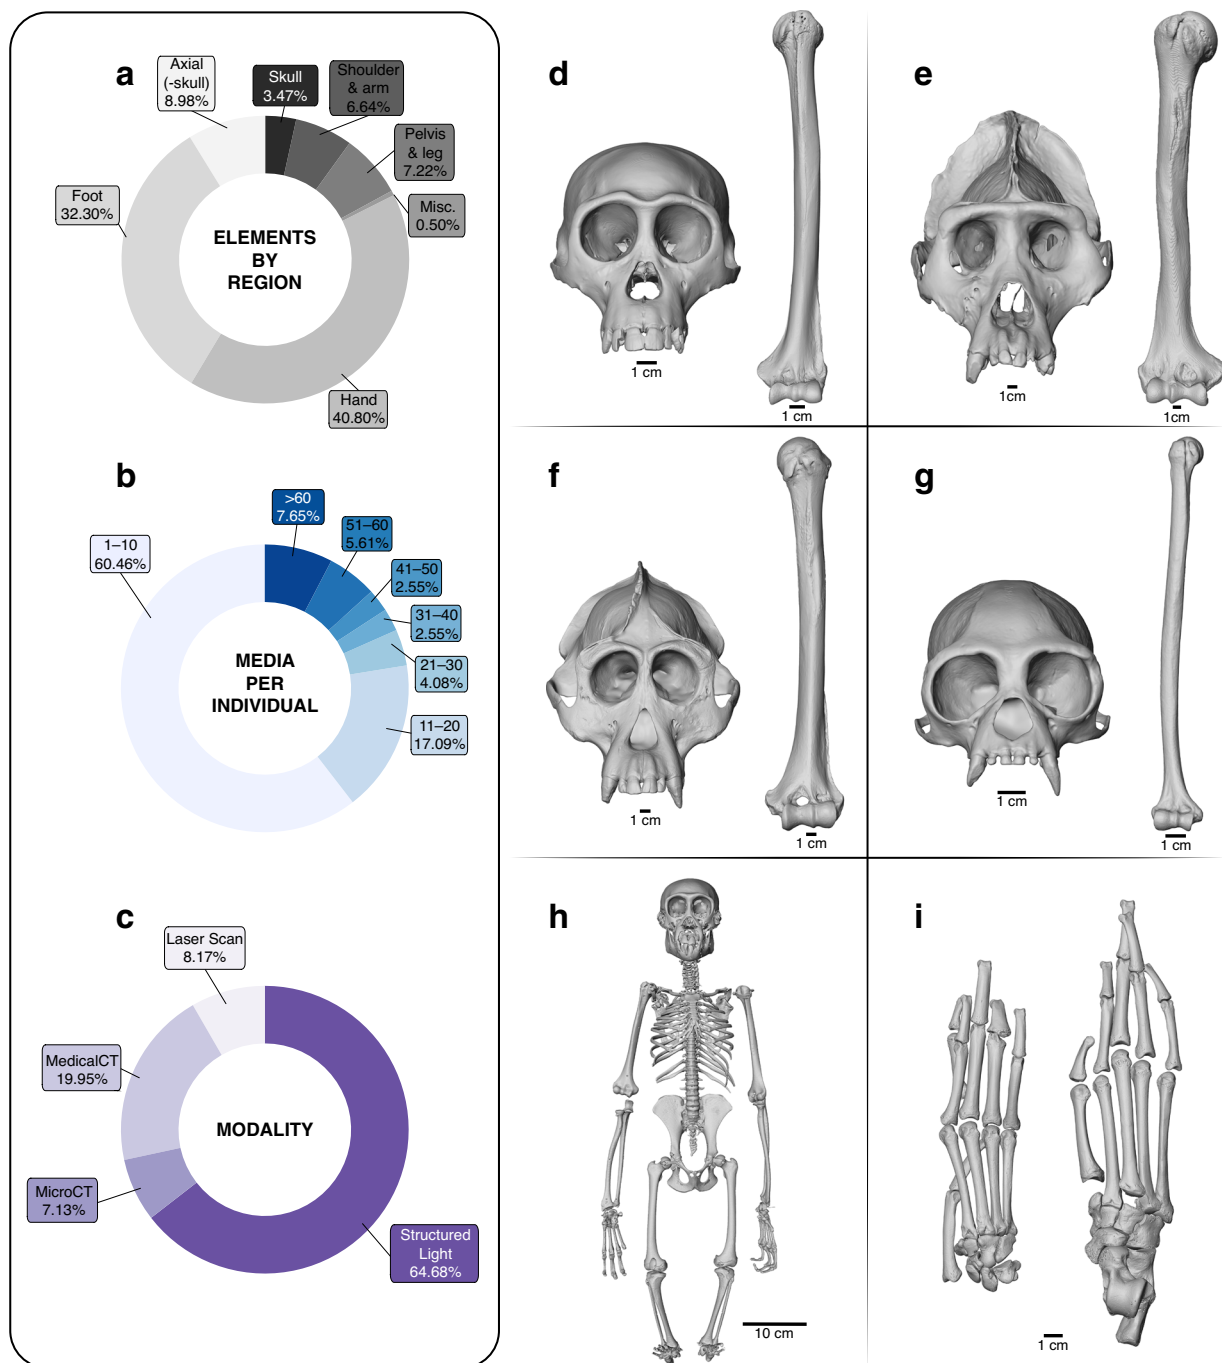 a
Axial
(-skull)
8.98%
Skull
3.47%
Shoulder
& arm
6.64%
Pelvis
& leg
7.22%
Misc.
0.50%
Foot
32.30%
ELEMENTS
BY
REGION
Hand
40.80%
b
>60
7.65%
51–60
5.61%
41–50
2.55%
31–40
2.55%
21–30
4.08%
11–20
17.09%
1–10
60.46%
MEDIA
PER
INDIVIDUAL
c
Laser Scan
8.17%
MedicalCT
19.95%
MicroCT
7.13%
MODALITY
Structured
Light
64.68%
d
1 cm
1 cm
e
1cm
1cm
f
1 cm
1 cm
g
1 cm
1 cm
h
10 cm
i
1 cm